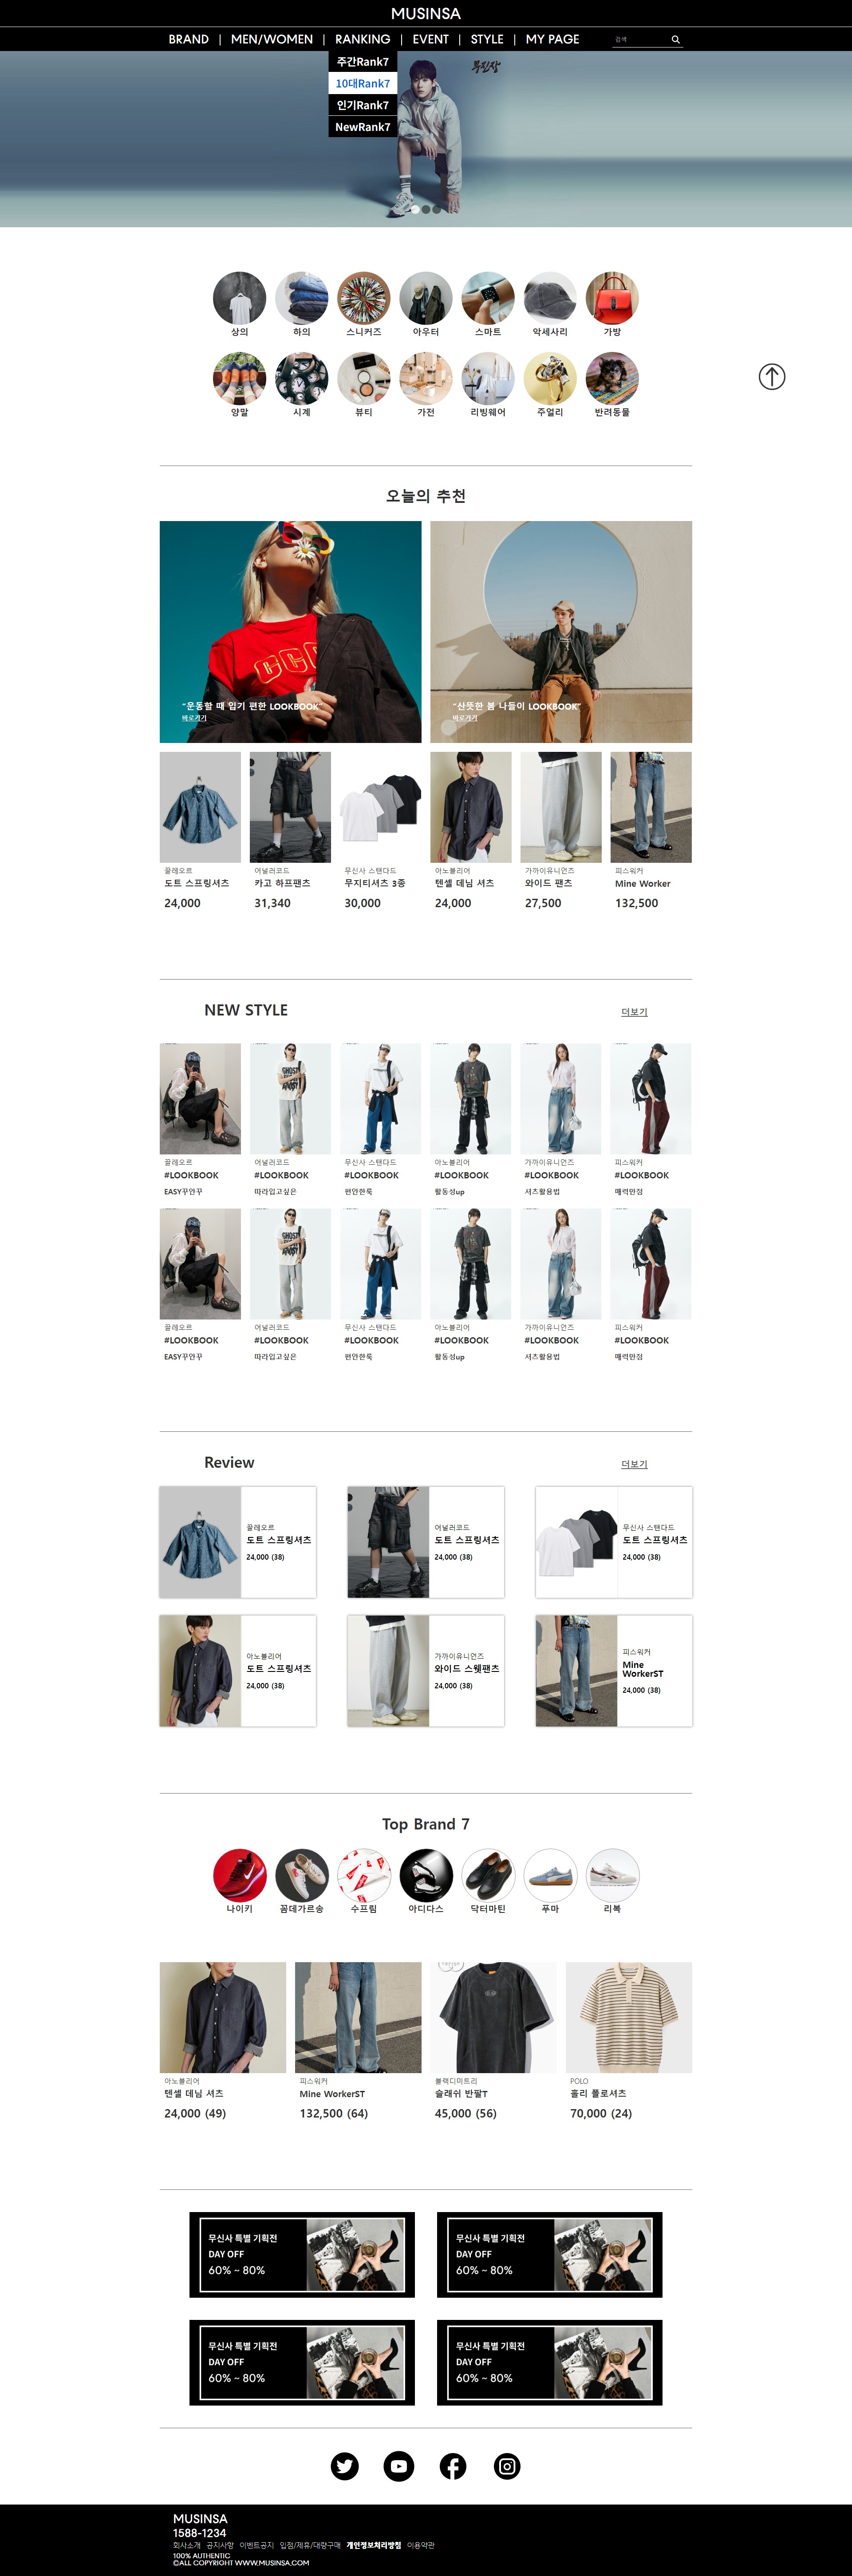 MUSINSA
BRAND | MEN/WOMEN | RANKING | EVENT | STYLE | MY PAGE 검색
주간Rank7
10대Rank7
인기Rank7
NewRank7
무진장
상의 하의 스니커즈 아우터 스마트 악세사리 가방
양말 시계 뷰티 가전 리빙웨어 주얼리 반려동물
오늘의 추천
"운동할 때 입기 편한 LOOKBOOK"
바로가기
"산뜻한 봄 나들이 LOOKBOOK"
바로가기
끌레오르 어널러코드 무신사 스탠다드 아노블리어 가까이유니언즈 피스워커
도트 스프링셔츠 카고 하프팬츠 무지티셔츠 3종 텐셀 데님 셔츠 와이드 팬츠 Mine Worker
24,000 31,340 30,000 24,000 27,500 132,500
NEW STYLE 더보기
끌레오르 어널러코드 무신사 스탠다드 아노블리어 가까이유니언즈 피스워커
#LOOKBOOK #LOOKBOOK #LOOKBOOK #LOOKBOOK #LOOKBOOK #LOOKBOOK
EASY꾸안꾸 따라입고싶은 편안한룩 활동성up 셔츠활용법 매력만점
끌레오르 어널러코드 무신사 스탠다드 아노블리어 가까이유니언즈 피스워커
#LOOKBOOK #LOOKBOOK #LOOKBOOK #LOOKBOOK #LOOKBOOK #LOOKBOOK
EASY꾸안꾸 따라입고싶은 편안한룩 활동성up 셔츠활용법 매력만점
Review 더보기
끌레오르
도트 스프링셔츠
24,000 (38)
어널러코드
도트 스프링셔츠
24,000 (38)
무신사 스탠다드
도트 스프링셔츠
24,000 (38)
아노블리어
도트 스프링셔츠
24,000 (38)
가까이유니언즈
와이드 스웻팬츠
24,000 (38)
피스워커
Mine
WorkerST
24,000 (38)
Top Brand 7
나이키 꼼데가르송 수프림 아디다스 닥터마틴 푸마 리복
아노블리어 피스워커 블랙디미트리 POLO
텐셀 데님 셔츠 Mine WorkerST 슬래쉬 반팔T 홀리 폴로셔츠
24,000 (49) 132,500 (64) 45,000 (56) 70,000 (24)
무신사 특별 기획전
DAY OFF
60% ~ 80%
무신사 특별 기획전
DAY OFF
60% ~ 80%
무신사 특별 기획전
DAY OFF
60% ~ 80%
무신사 특별 기획전
DAY OFF
60% ~ 80%
MUSINSA
1588-1234
회사소개 공지사항 이벤트공지 입점/제휴/대량구매 개인정보처리방침 이용약관
100% AUTHENTIC
©ALL COPYRIGHT WWW.MUSINSA.COM